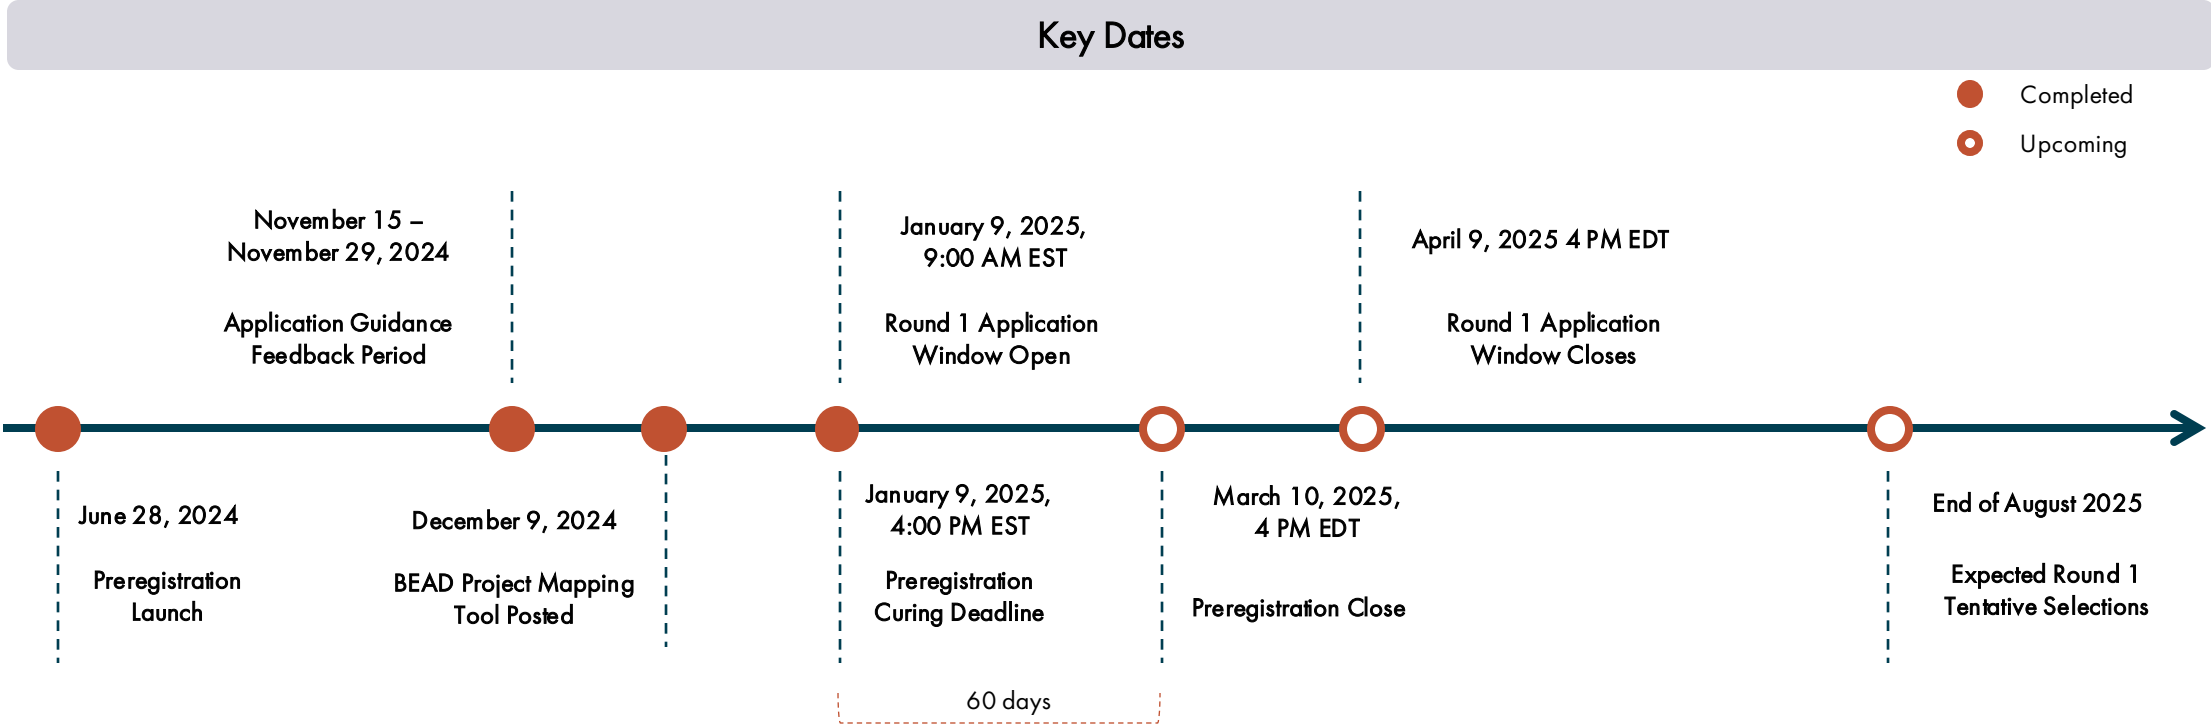 Key Dates
Completed
Upcoming
November 15 –
November 29, 2024
Application Guidance
Feedback Period
January 9, 2025,
9:00 AM EST
Round 1 Application
Window Open
April 9, 2025 4 PM EDT
Round 1 Application
Window Closes
June 28, 2024
Preregistration
Launch
December 9, 2024
BEAD Project Mapping
Tool Posted
January 9, 2025,
4:00 PM EST
Preregistration
Curing Deadline
March 10, 2025,
4 PM EDT
Preregistration Close
End of August 2025
Expected Round 1
Tentative Selections
60 days